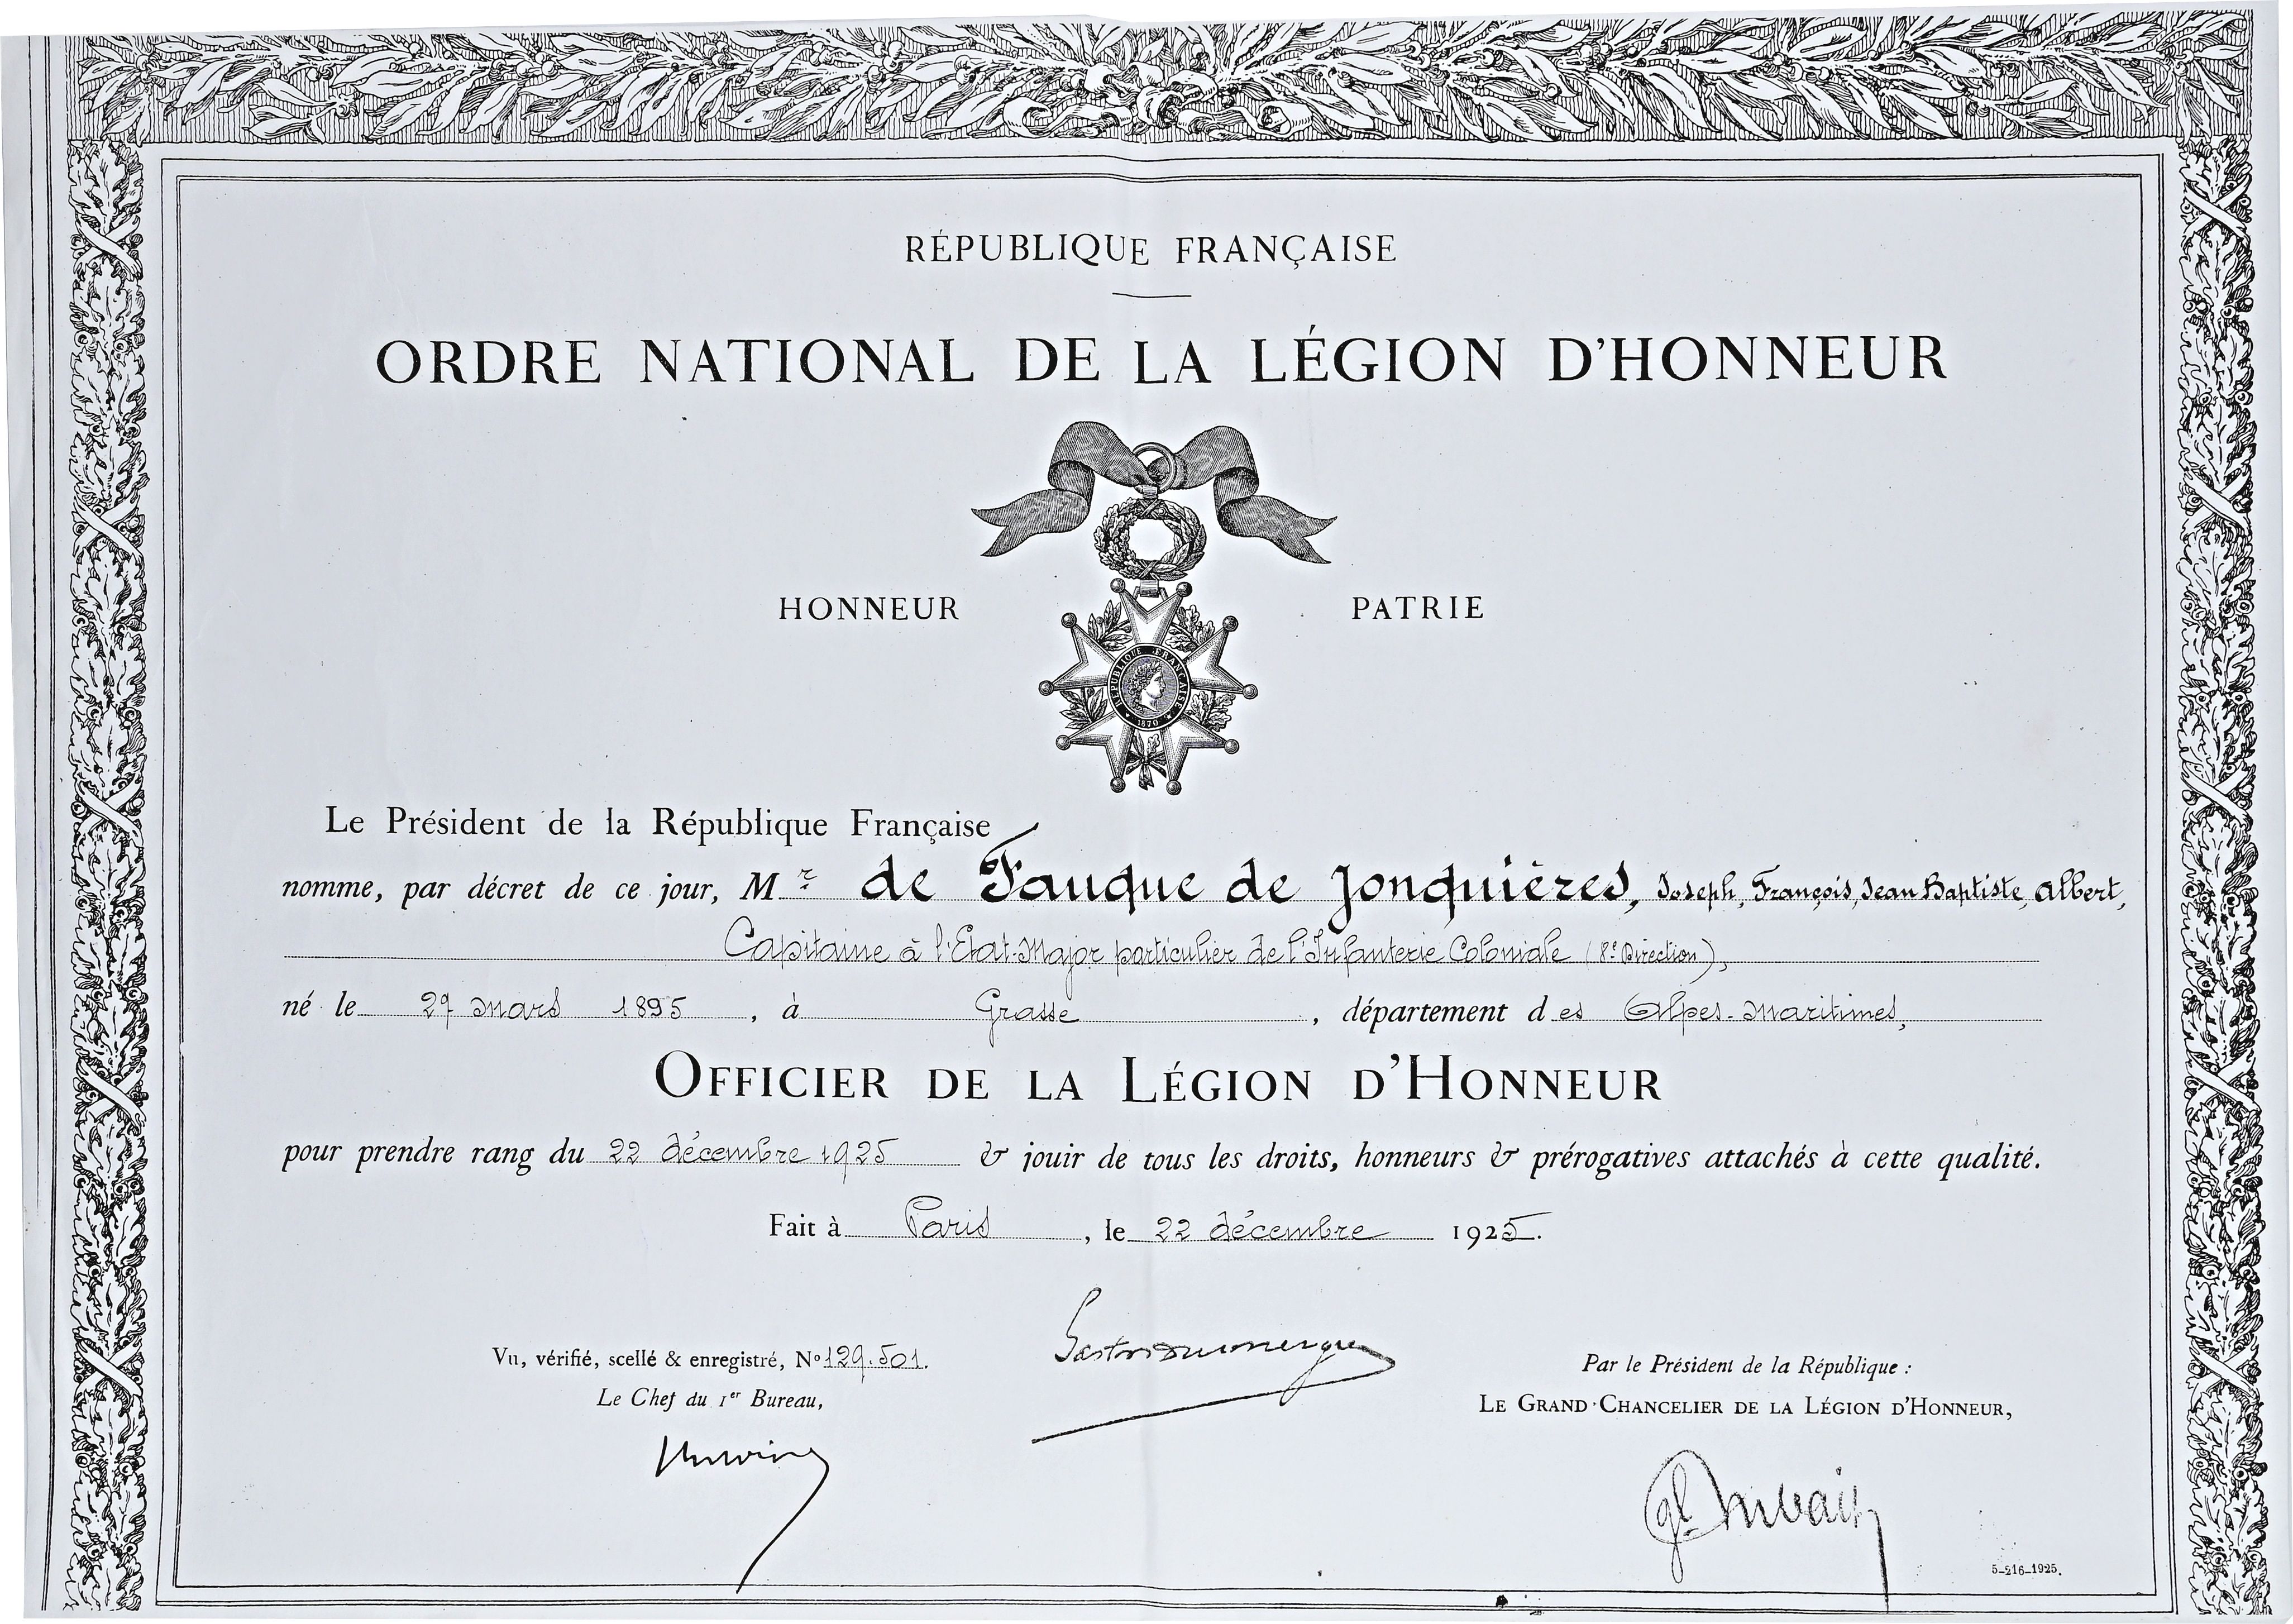 RÉPUBLIQUE FRANÇAISE
ORDRE NATIONAL DE LA LÉGION D'HONNEUR
HONNEUR PATRIE
RÉPUBLIQUE FRANÇAISE
1870
Le Président de la République Française
nomme, par décret de ce jour, Mr de Fauque de Jonquières, Joseph, François, Jean Baptiste, Albert,
Capitaine à l'Etat-Major particulier de l'Infanterie Coloniale (8e Direction),
né le 27 mars 1895, à Grasse, département des Alpes-Maritimes,
OFFICIER DE LA LÉGION D'HONNEUR
pour prendre rang du 22 décembre 1925 & jouir de tous les droits, honneurs & prérogatives attachés à cette qualité.
Fait à Paris, le 22 décembre 1925.
Gaston Doumergue
Vu, vérifié, scellé & enregistré, No 129.501.
Le Chef du 1er Bureau,
Par le Président de la République :
LE GRAND CHANCELIER DE LA LÉGION D'HONNEUR,
5-216-1925.